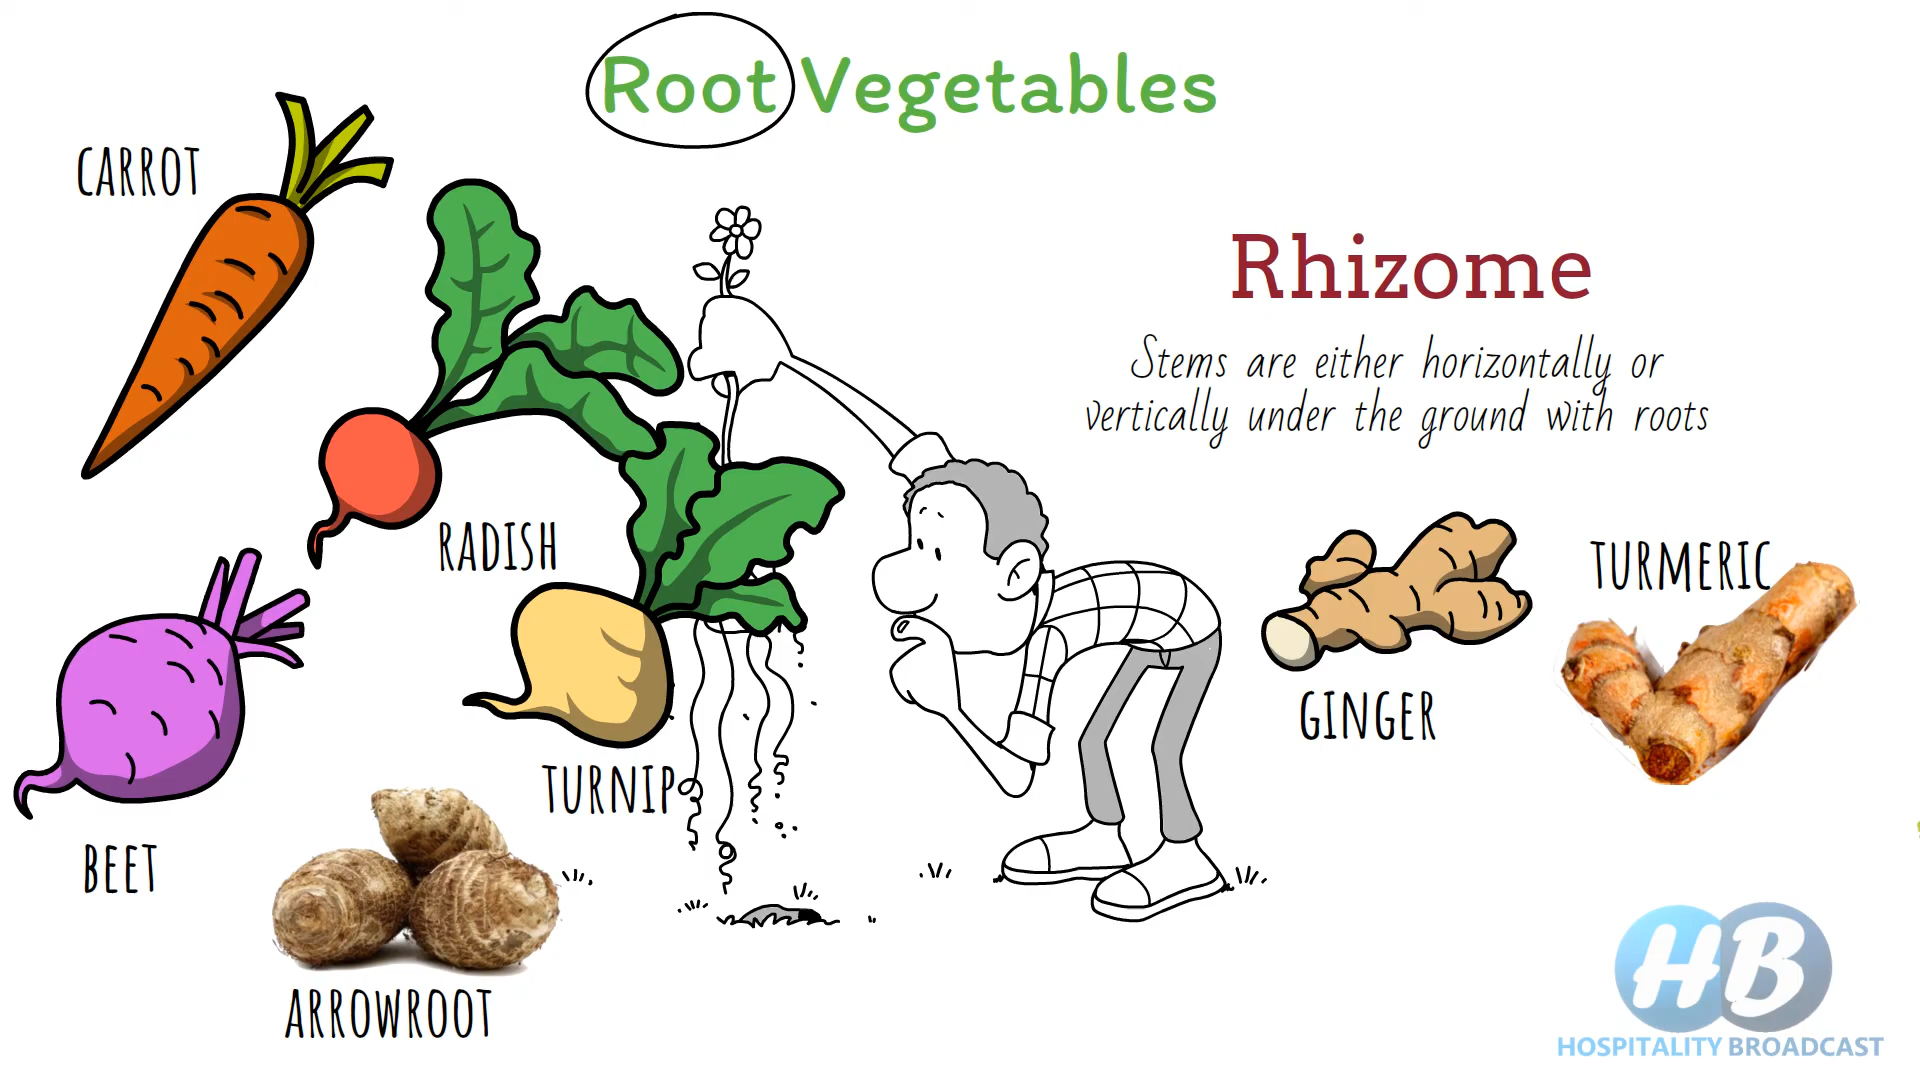 Root Vegetables
CARROT
Rhizome
Stems are either horizontally or
vertically under the ground with roots
RADISH
TURMERIC
GINGER
TURNIP
BEET
ARROWROOT
HB
HOSPITALITY BROADCAST